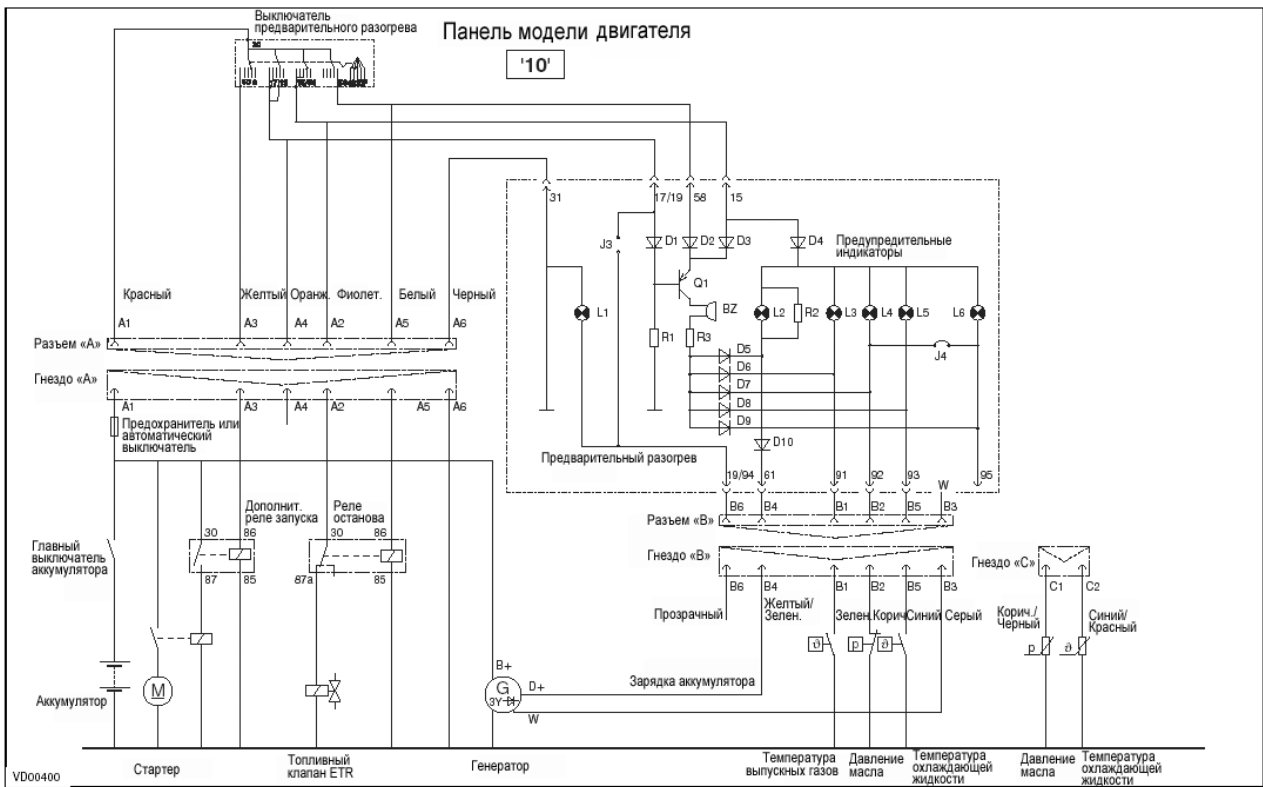 Выключатель
предварительного разогрева
Панель модели двигателя
'10'
30
31
17/19
58
15
J3
D1
D2
D3
D4
Предупредительные
индикаторы
Q1
BZ
L1
L2
R2
L3
L4
L5
L6
R1
R3
J4
D5
D6
D7
D8
D9
D10
Предварительный разогрев
19/94
61
91
92
93
95
W
Красный
Желтый
Оранж.
Фиолет.
Белый
Черный
A1
A3
A4
A2
A5
A6
Разъем «A»
Гнездо «A»
A1
A3
A4
A2
A5
A6
Предохранитель или
автоматический
выключатель
B6
B4
B1
B2
B5
B3
Разъем «B»
Гнездо «B»
B6
B4
B1
B2
B5
B3
Гнездо «C»
C1
C2
Дополнит.
реле запуска
Реле
останова
30
86
30
86
87
85
87a
85
Главный
выключатель
аккумулятора
Прозрачный
Желтый/
Зелен.
Зелен.
Корич
Синий
Серый
Корич./
Черный
Синий/
Красный
ϑ
p
ϑ
p
ϑ
Аккумулятор
M
B+
G
3Y
D+
W
Зарядка аккумулятора
Стартер
Топливный
клапан ETR
Генератор
Температура
выпускных газов
Давление
масла
Температура
охлаждающей
жидкости
Давление
масла
Температура
охлаждающей
жидкости
VD00400